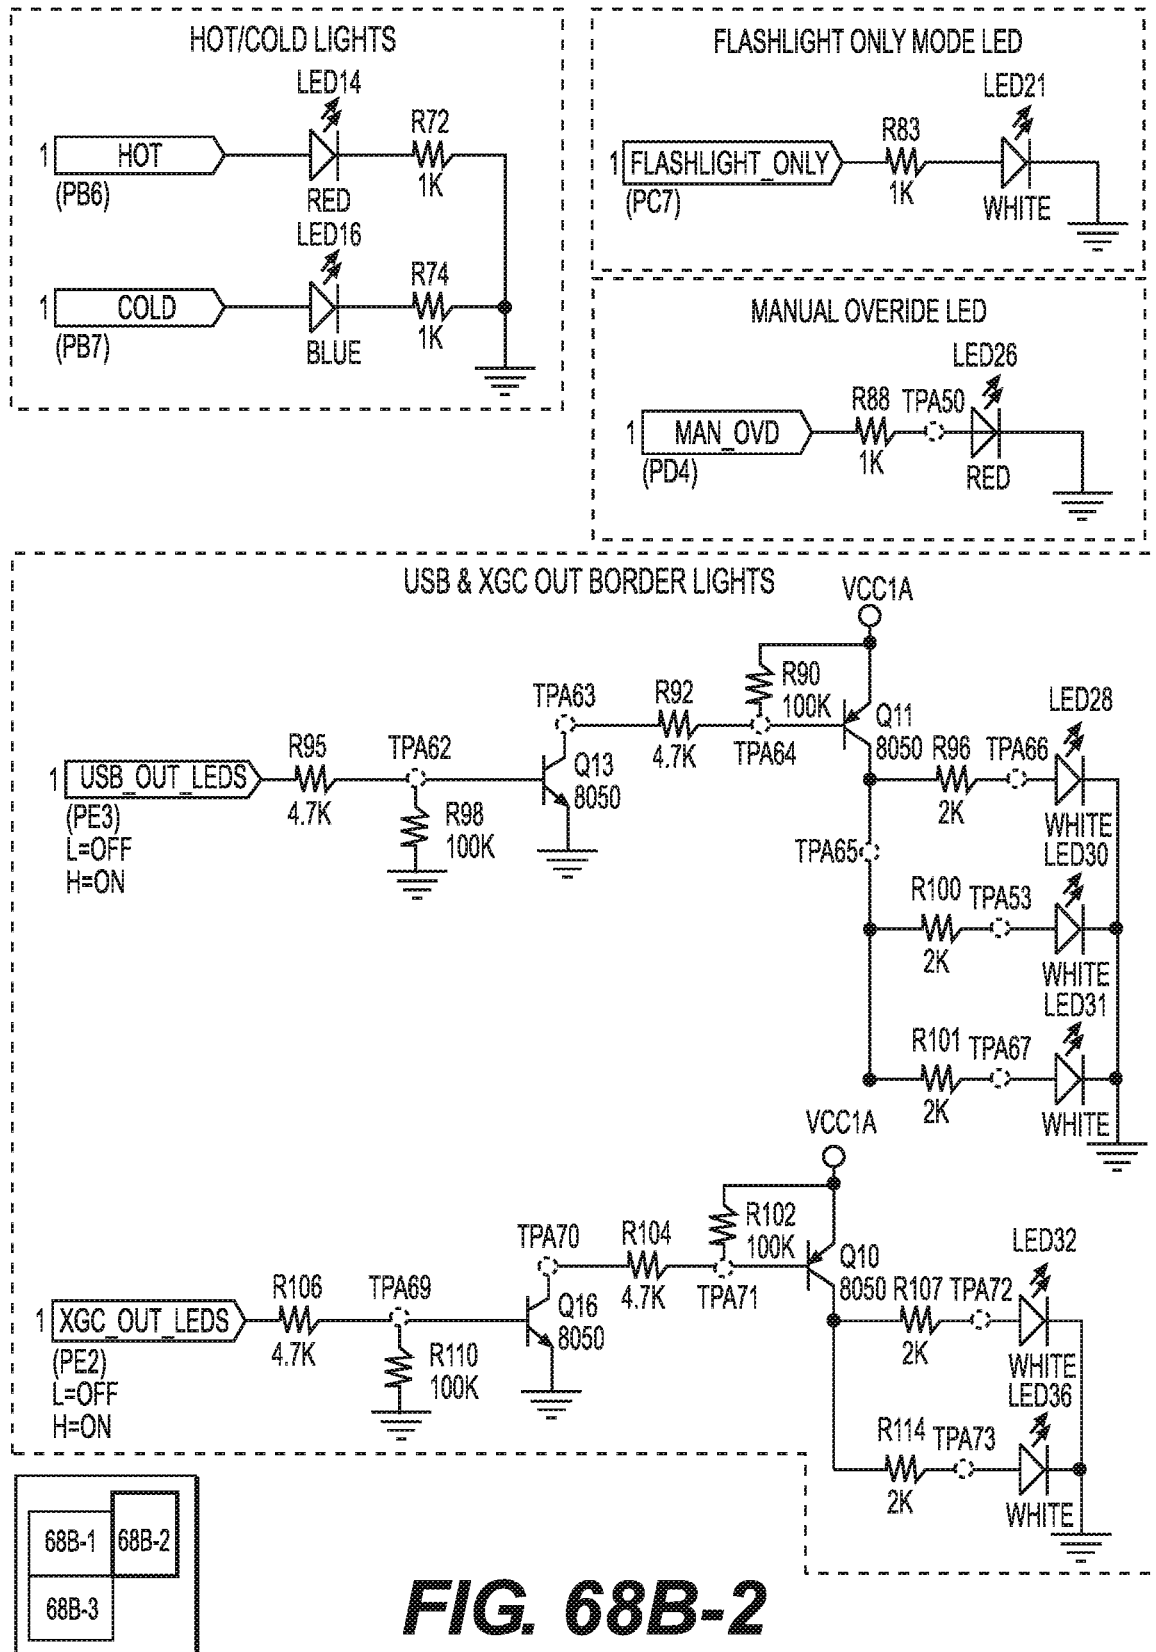 HOT/COLD LIGHTS
LED14
R72
1 HOT
(PB6)
RED
1K
LED16
R74
1 COLD
(PB7)
BLUE
1K
FLASHLIGHT ONLY MODE LED
LED21
R83
1 FLASHLIGHT_ONLY
(PC7)
1K
WHITE
MANUAL OVERIDE LED
LED26
R88 TPA50
1 MAN_OVD
(PD4)
1K
RED
USB & XGC OUT BORDER LIGHTS
VCC1A
R90
100K
TPA63
R92
4.7K
TPA64
Q11
8050
LED28
R95
TPA62
1 USB_OUT_LEDS
4.7K
(PE3)
L=OFF
H=ON
R98
100K
Q13
8050
R96 TPA66
2K
WHITE
TPA65
LED30
R100 TPA53
2K
WHITE
LED31
R101 TPA67
2K
WHITE
VCC1A
R102
100K
TPA70
R104
4.7K
TPA71
Q10
8050
LED32
R106
TPA69
1 XGC_OUT_LEDS
4.7K
(PE2)
L=OFF
H=ON
R110
100K
Q16
8050
R107 TPA72
2K
WHITE
LED36
R114 TPA73
2K
WHITE
68B-1 68B-2
68B-3
FIG. 68B-2